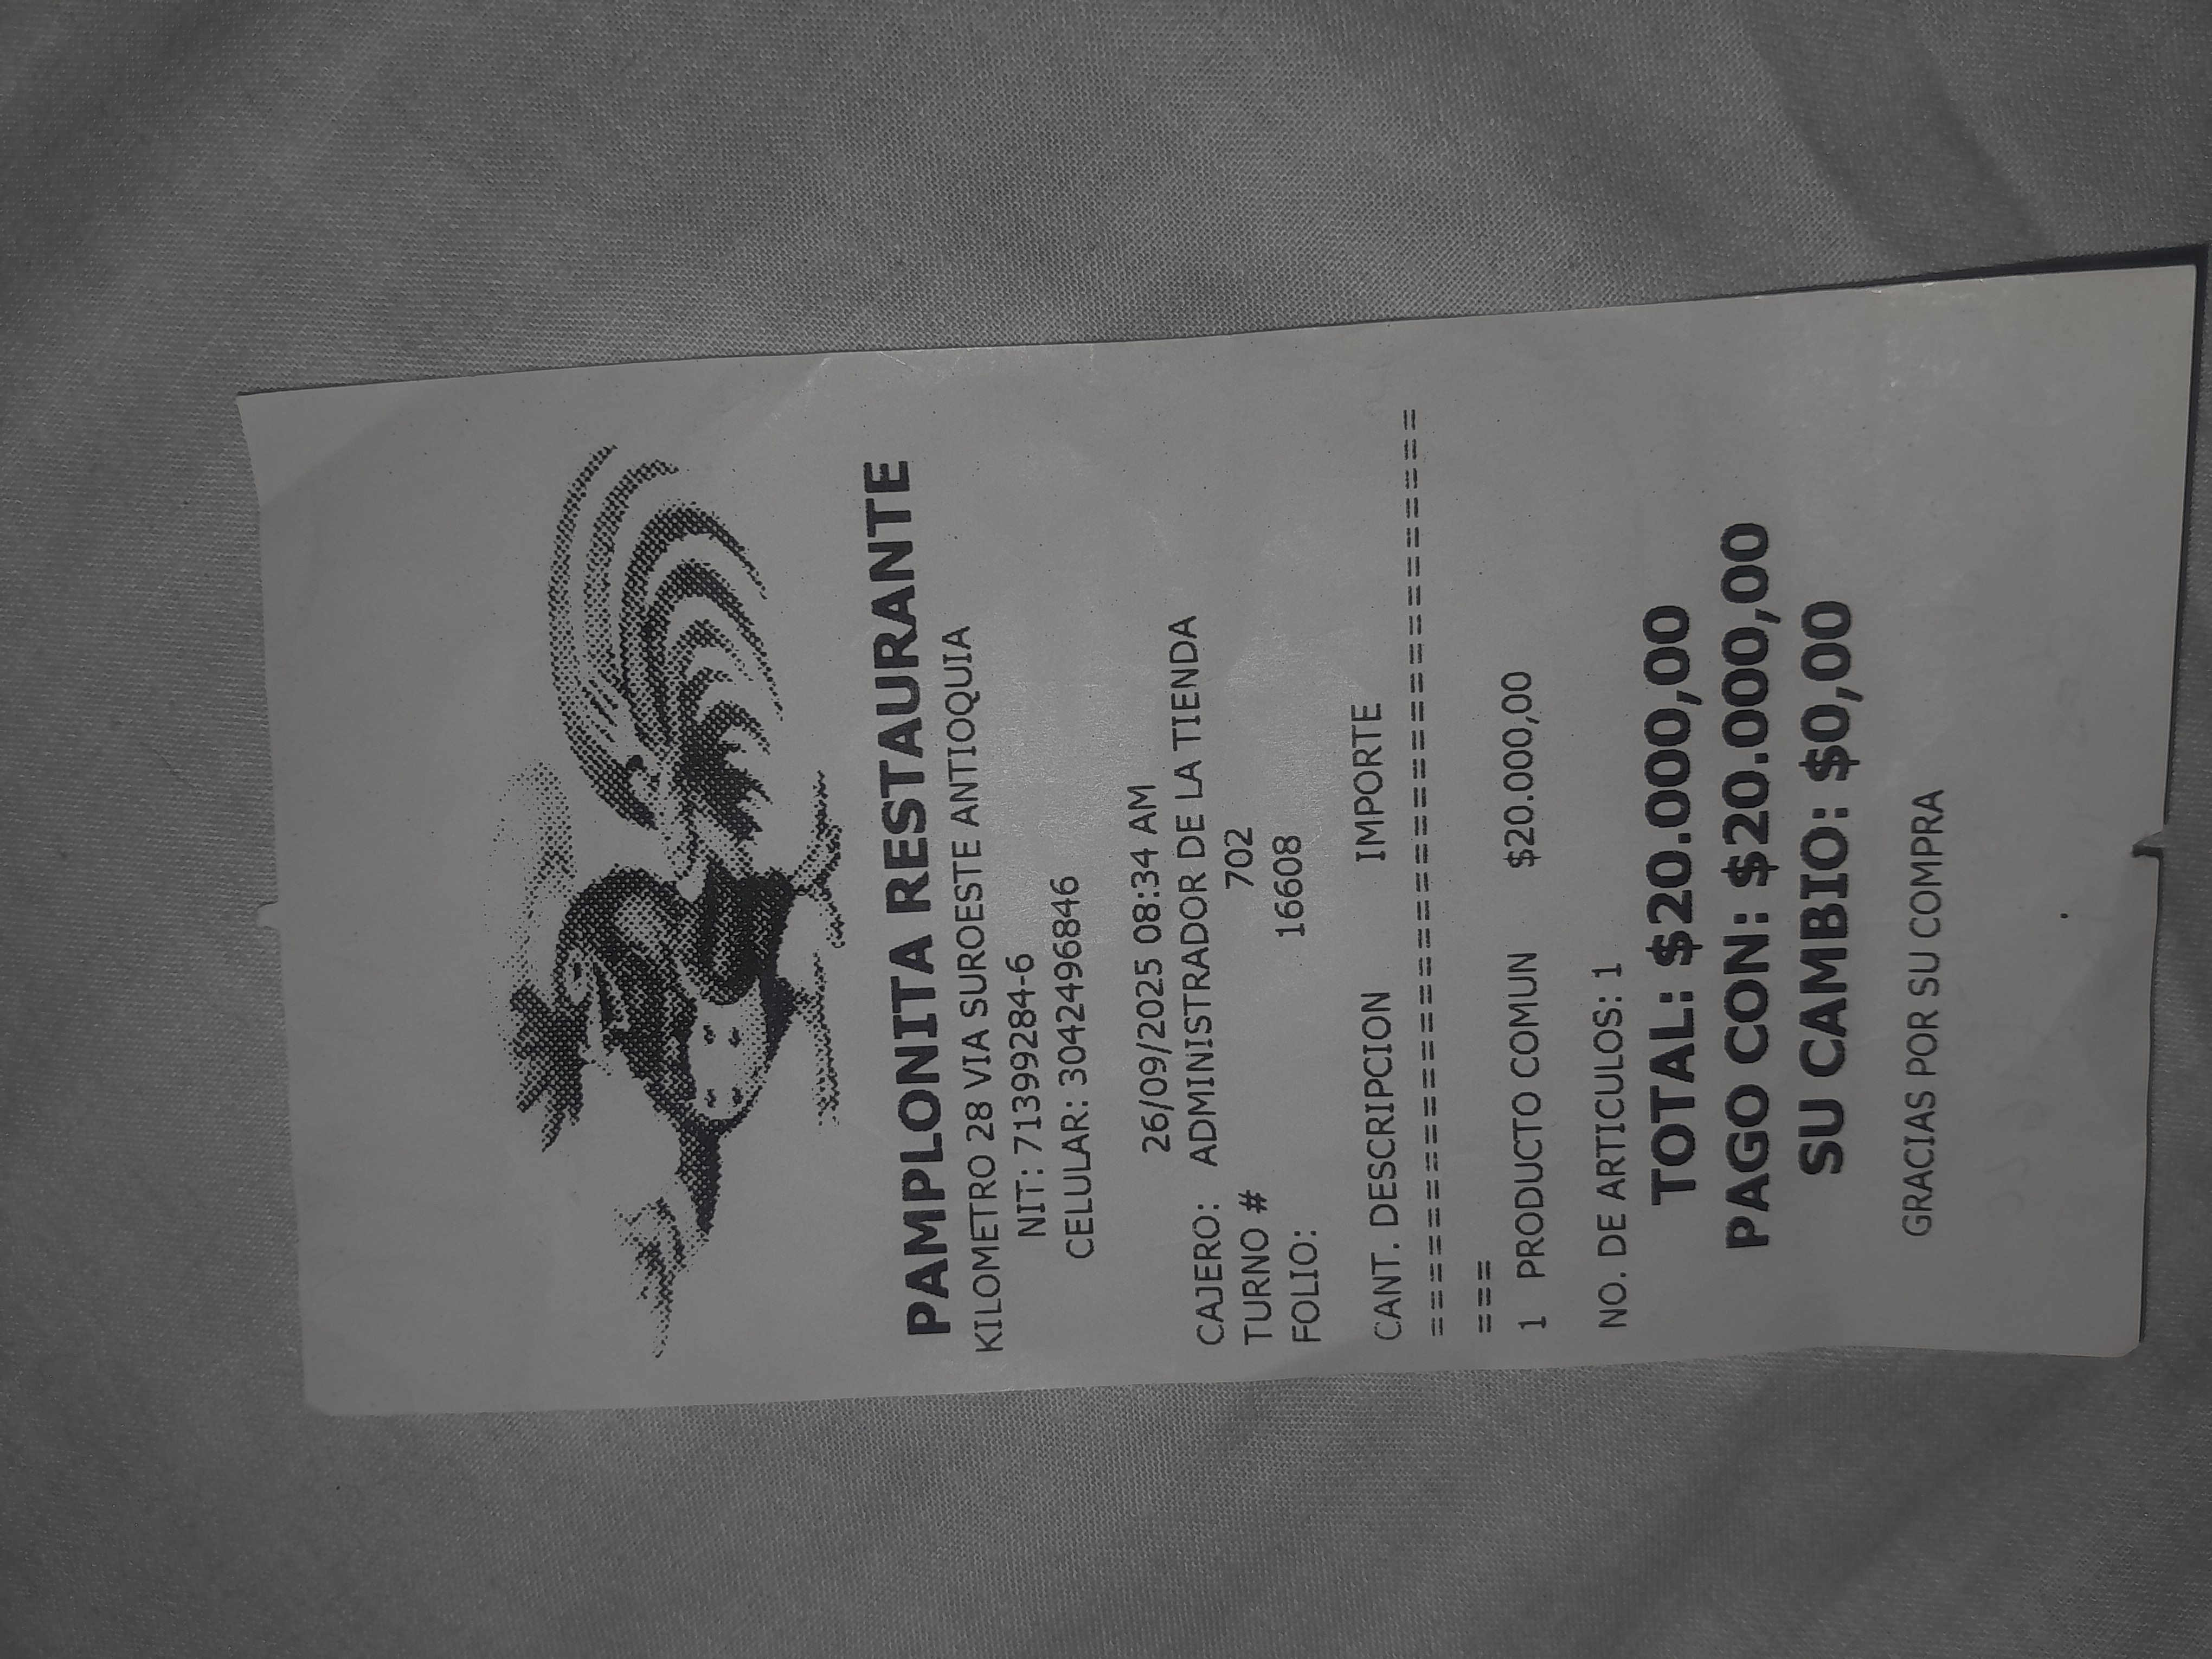 PAMPLONITA RESTAURANTE
KILOMETRO 28 VIA SUROESTE ANTIOQUIA
NIT: 71399284-6
CELULAR: 3042496846
26/09/2025 08:34 AM
CAJERO: ADMINISTRADOR DE LA TIENDA
TURNO # 702
FOLIO: 16608
CANT. DESCRIPCION IMPORTE
======================================
===
1 PRODUCTO COMUN $20.000,00
NO. DE ARTICULOS: 1
TOTAL: $20.000,00
PAGO CON: $20.000,00
SU CAMBIO: $0,00
GRACIAS POR SU COMPRA